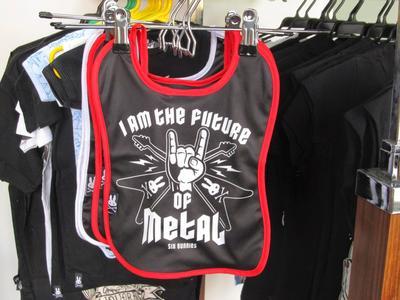 I AM THE FUTURE
OF
METAL
SIX BUNNIES